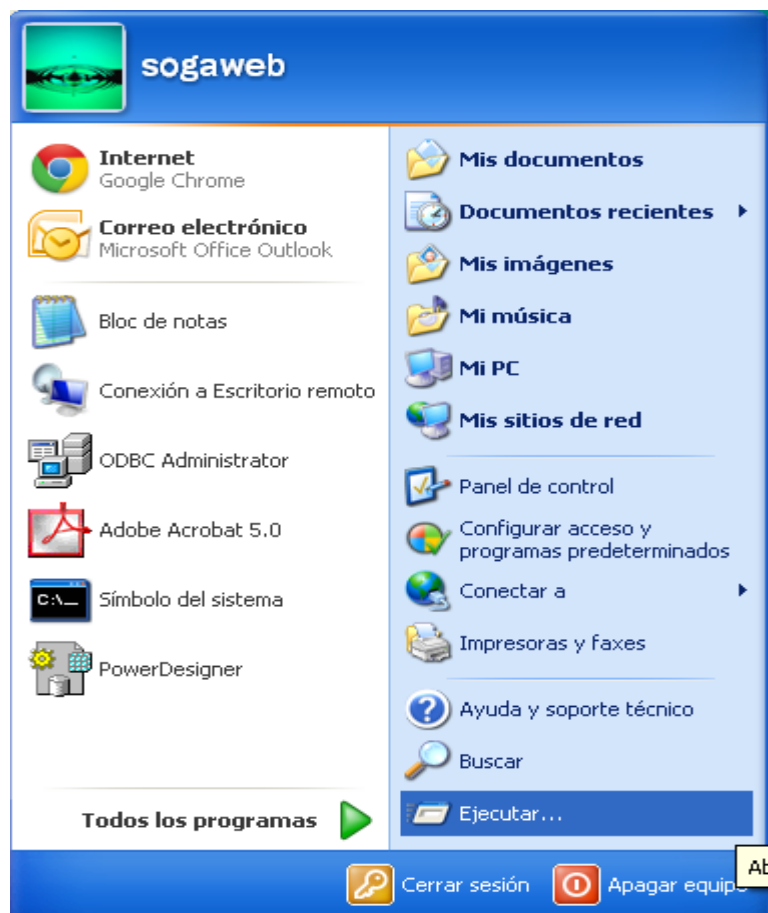 sogaweb
Internet
Google Chrome
Correo electrónico
Microsoft Office Outlook
Bloc de notas
Conexión a Escritorio remoto
ODBC Administrator
Adobe Acrobat 5.0
C:\_
Símbolo del sistema
PowerDesigner
Todos los programas
Mis documentos
Documentos recientes
Mis imágenes
Mi música
Mi PC
Mis sitios de red
Panel de control
Configurar acceso y
programas predeterminados
Conectar a
Impresoras y faxes
Ayuda y soporte técnico
Buscar
Ejecutar...
Cerrar sesión
Apagar equipo